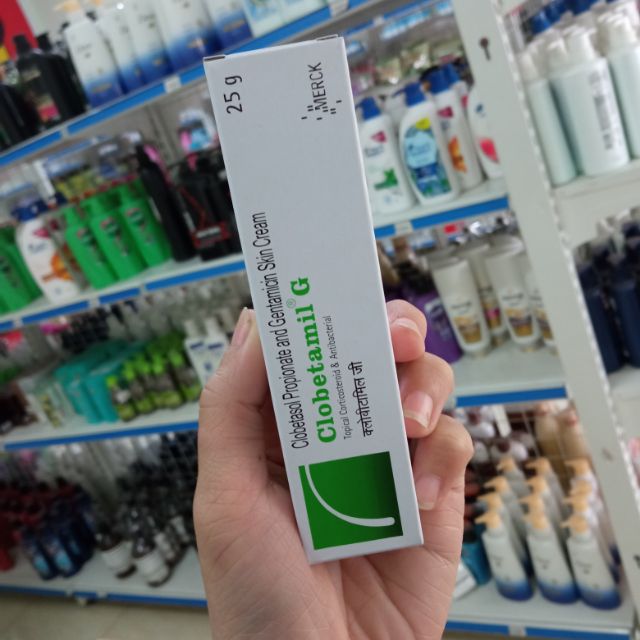 25 g
MERCK
Clobetasol Propionate and Gentamicin Skin Cream
Clobetamil® G
Topical Corticosteroid & Antibacterial
क्लोबीटामिल जी